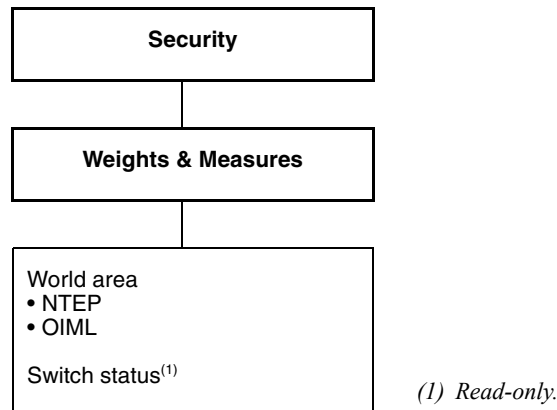 Security
Weights & Measures
World area
• NTEP
• OIML
Switch status(1)
(1) Read-only.